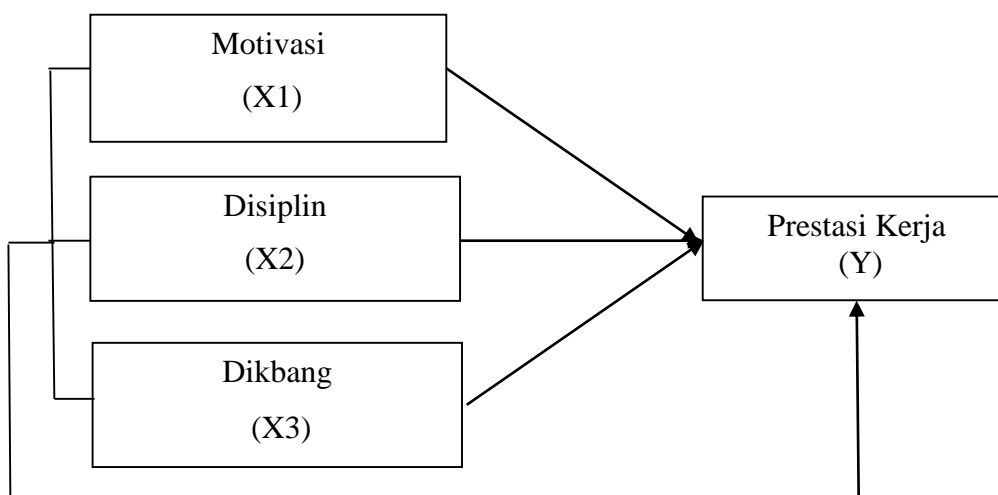 Motivasi
(X1)
Disiplin
(X2)
Dikbang
(X3)
Prestasi Kerja
(Y)